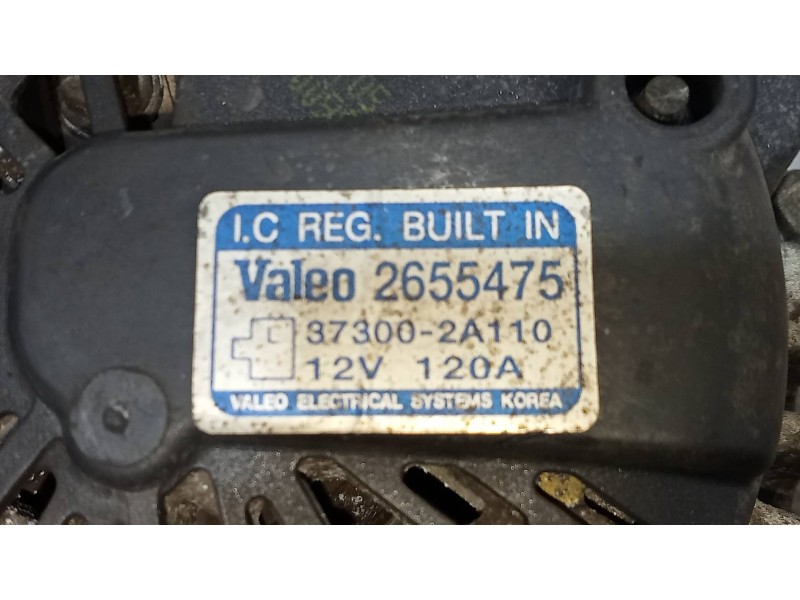 I.C REG. BUILT IN
Valeo 2655475
37300-2A110
12V 120A
VALEO ELECTRICAL SYSTEMS KOREA